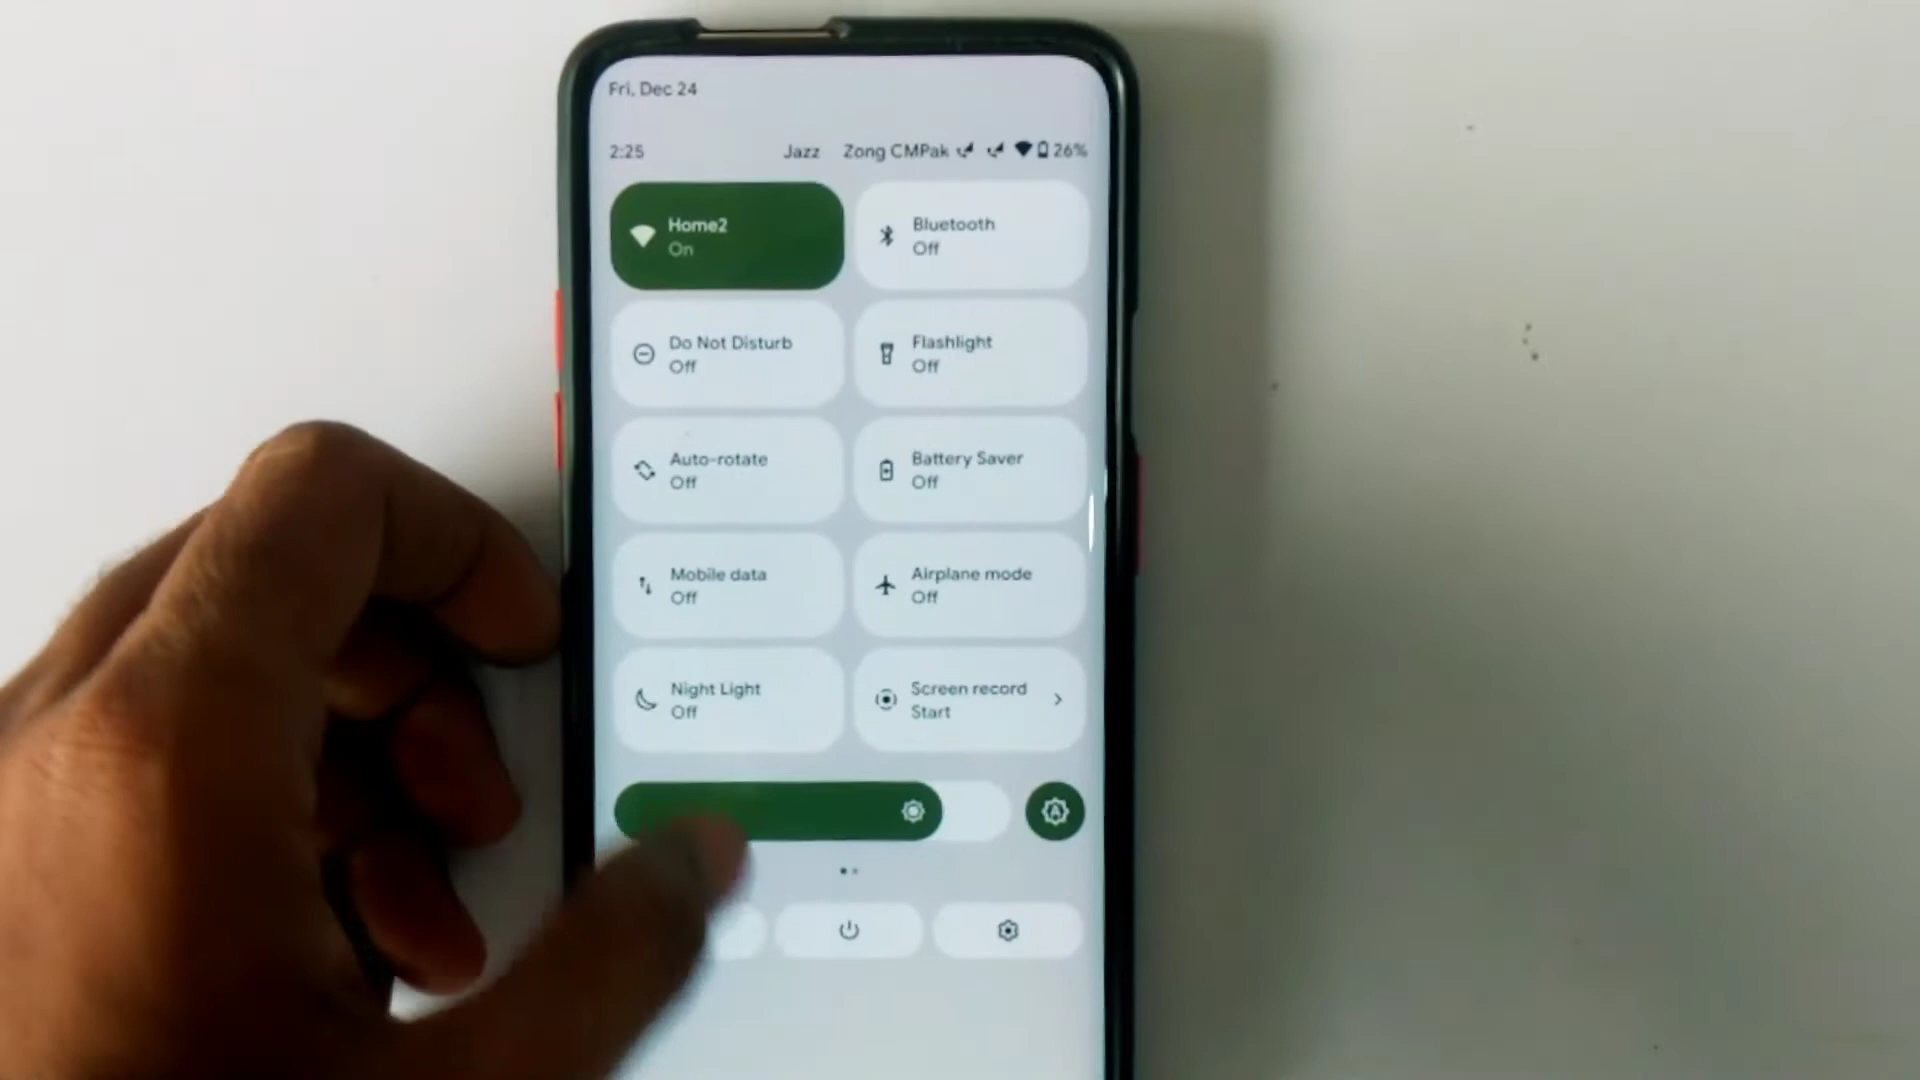 Fri, Dec 24
2:25 Jazz Zong CMPak 26%
Home2
On
Bluetooth
Off
Do Not Disturb
Off
Flashlight
Off
Auto-rotate
Off
Battery Saver
Off
Mobile data
Off
Airplane mode
Off
Night Light
Off
Screen record
Start
A